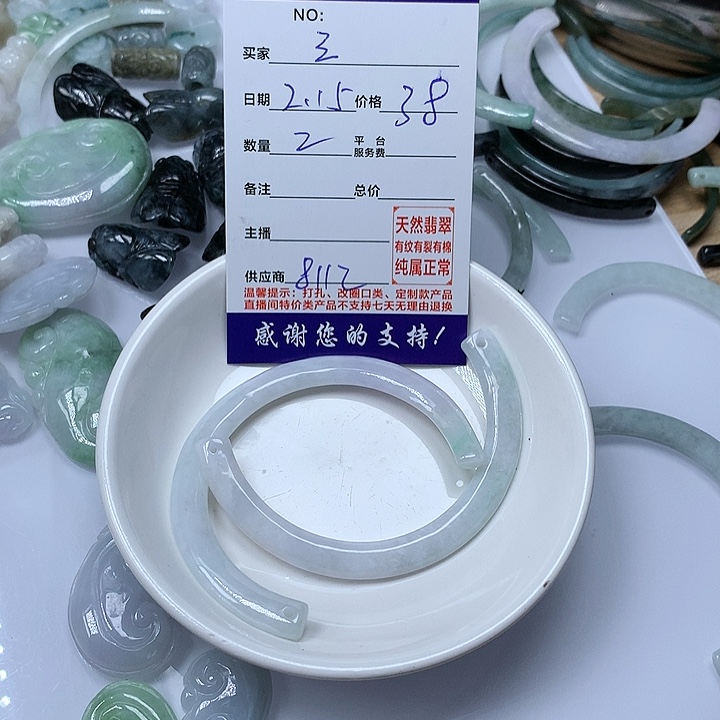 NO:
买家 王
日期 2.15 价格 38
数量 2 平台服务费
备注 总价
主播
天然翡翠
有纹有裂有棉
纯属正常
供应商 8112
温馨提示:打孔、改圈口类、定制款产品
直播间特价类产品不支持七天无理由退换
感谢您的支持!